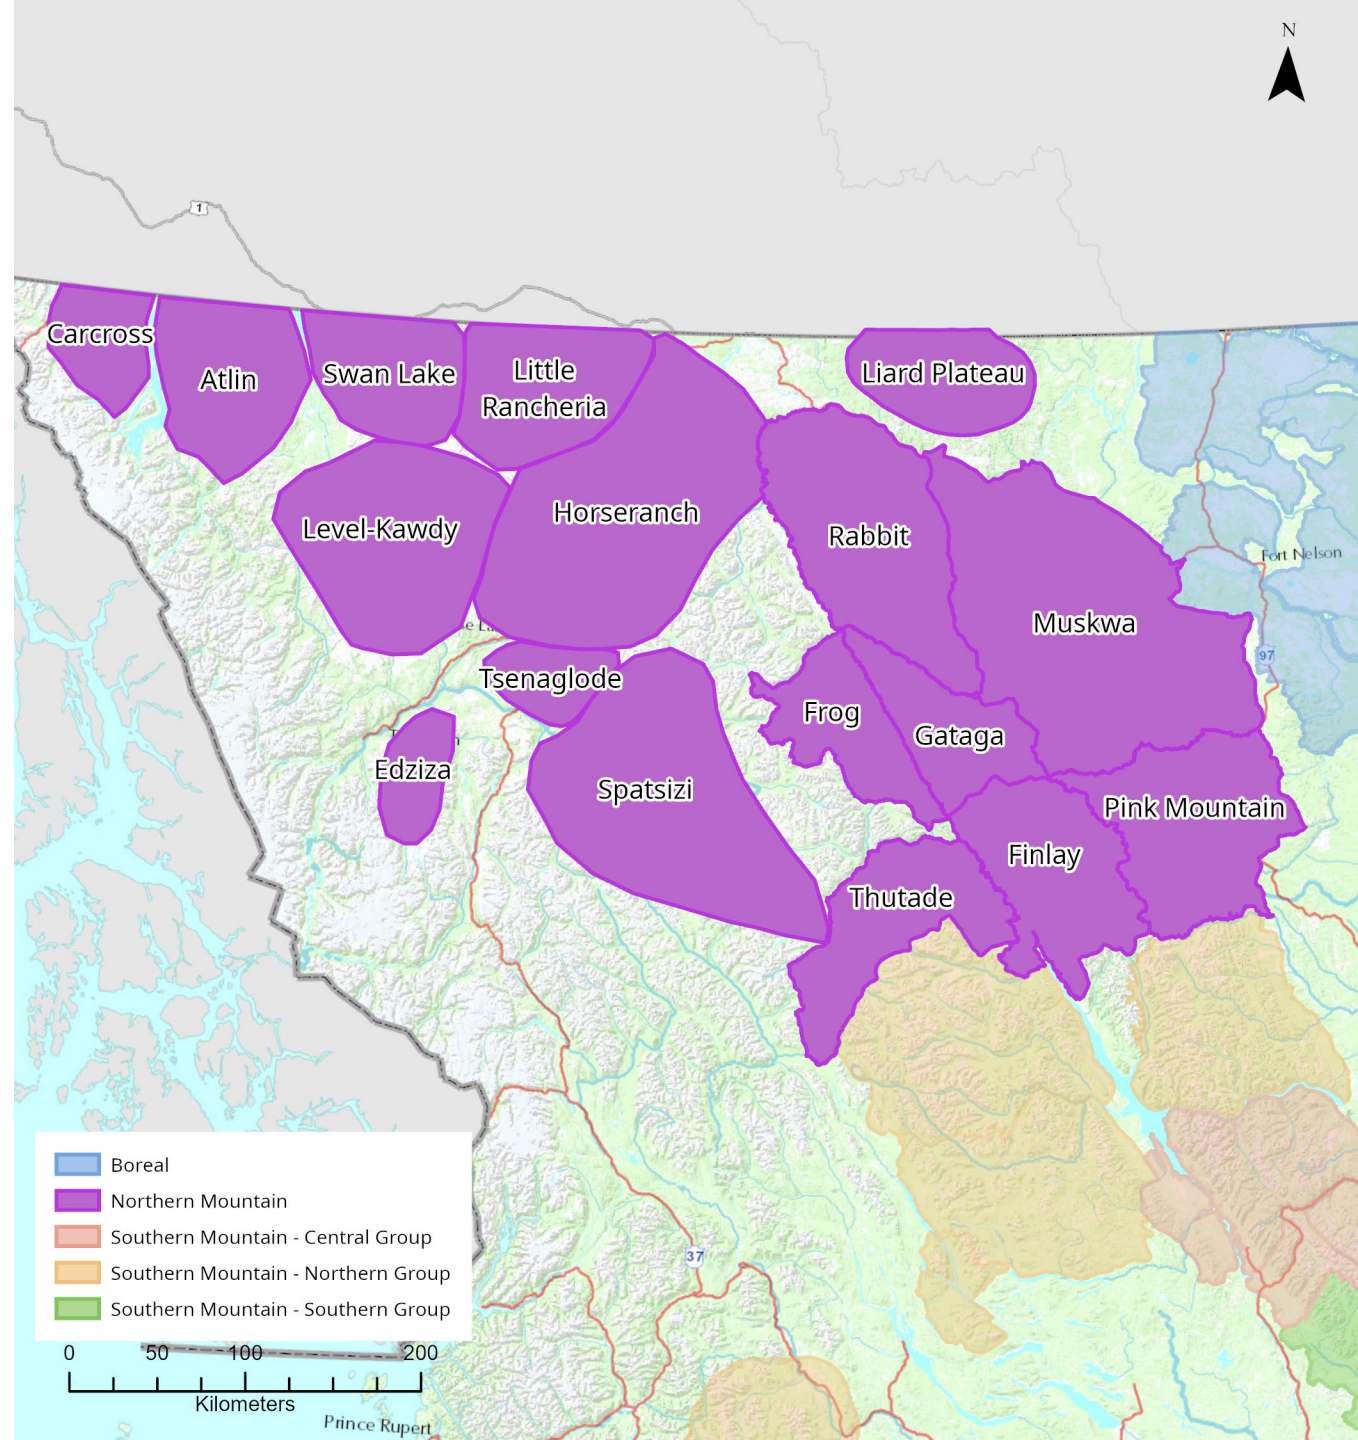 N
1
Carcross
Atlin
Swan Lake
Little
Rancheria
Liard Plateau
Level-Kawdy
Horseranch
Rabbit
Fort Nelson
Muskwa
97
Tsenaglode
Frog
Gataga
Edziza
Spatsizi
Pink Mountain
Finlay
Thutade
Boreal
Northern Mountain
Southern Mountain - Central Group
Southern Mountain - Northern Group
Southern Mountain - Southern Group
37
0 50 100 200
Kilometers
Prince Rupert